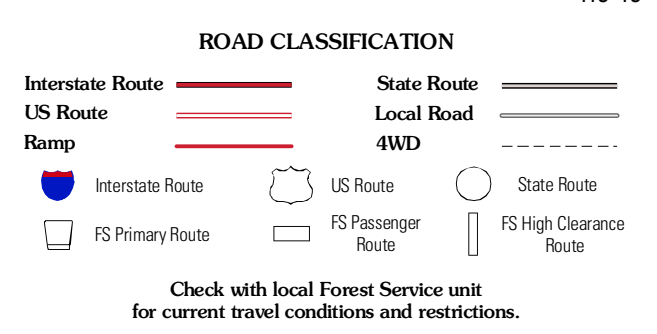 ROAD CLASSIFICATION
Interstate Route
State Route
US Route
Local Road
Ramp
4WD
Interstate Route
US Route
State Route
FS Primary Route
FS Passenger
Route
FS High Clearance
Route
Check with local Forest Service unit
for current travel conditions and restrictions.